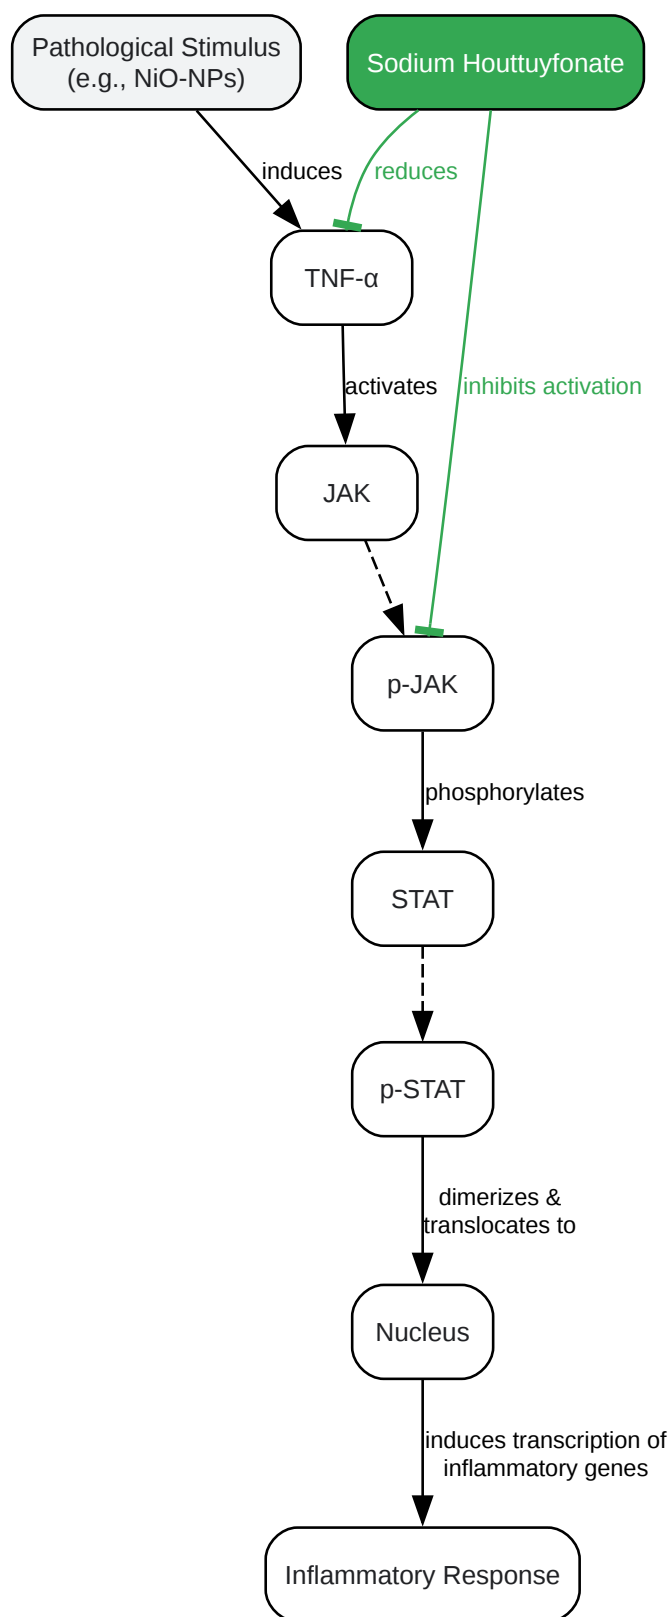 Pathological Stimulus
(e.g., NiO-NPs)
Sodium Houttuyfonate
induces
reduces
TNF-α
activates
inhibits activation
JAK
p-JAK
phosphorylates
STAT
p-STAT
dimerizes &
translocates to
Nucleus
induces transcription of
inflammatory genes
Inflammatory Response